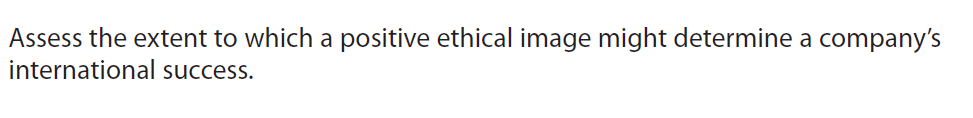 Assess the extent to which a positive ethical image might determine a company’s
international success.